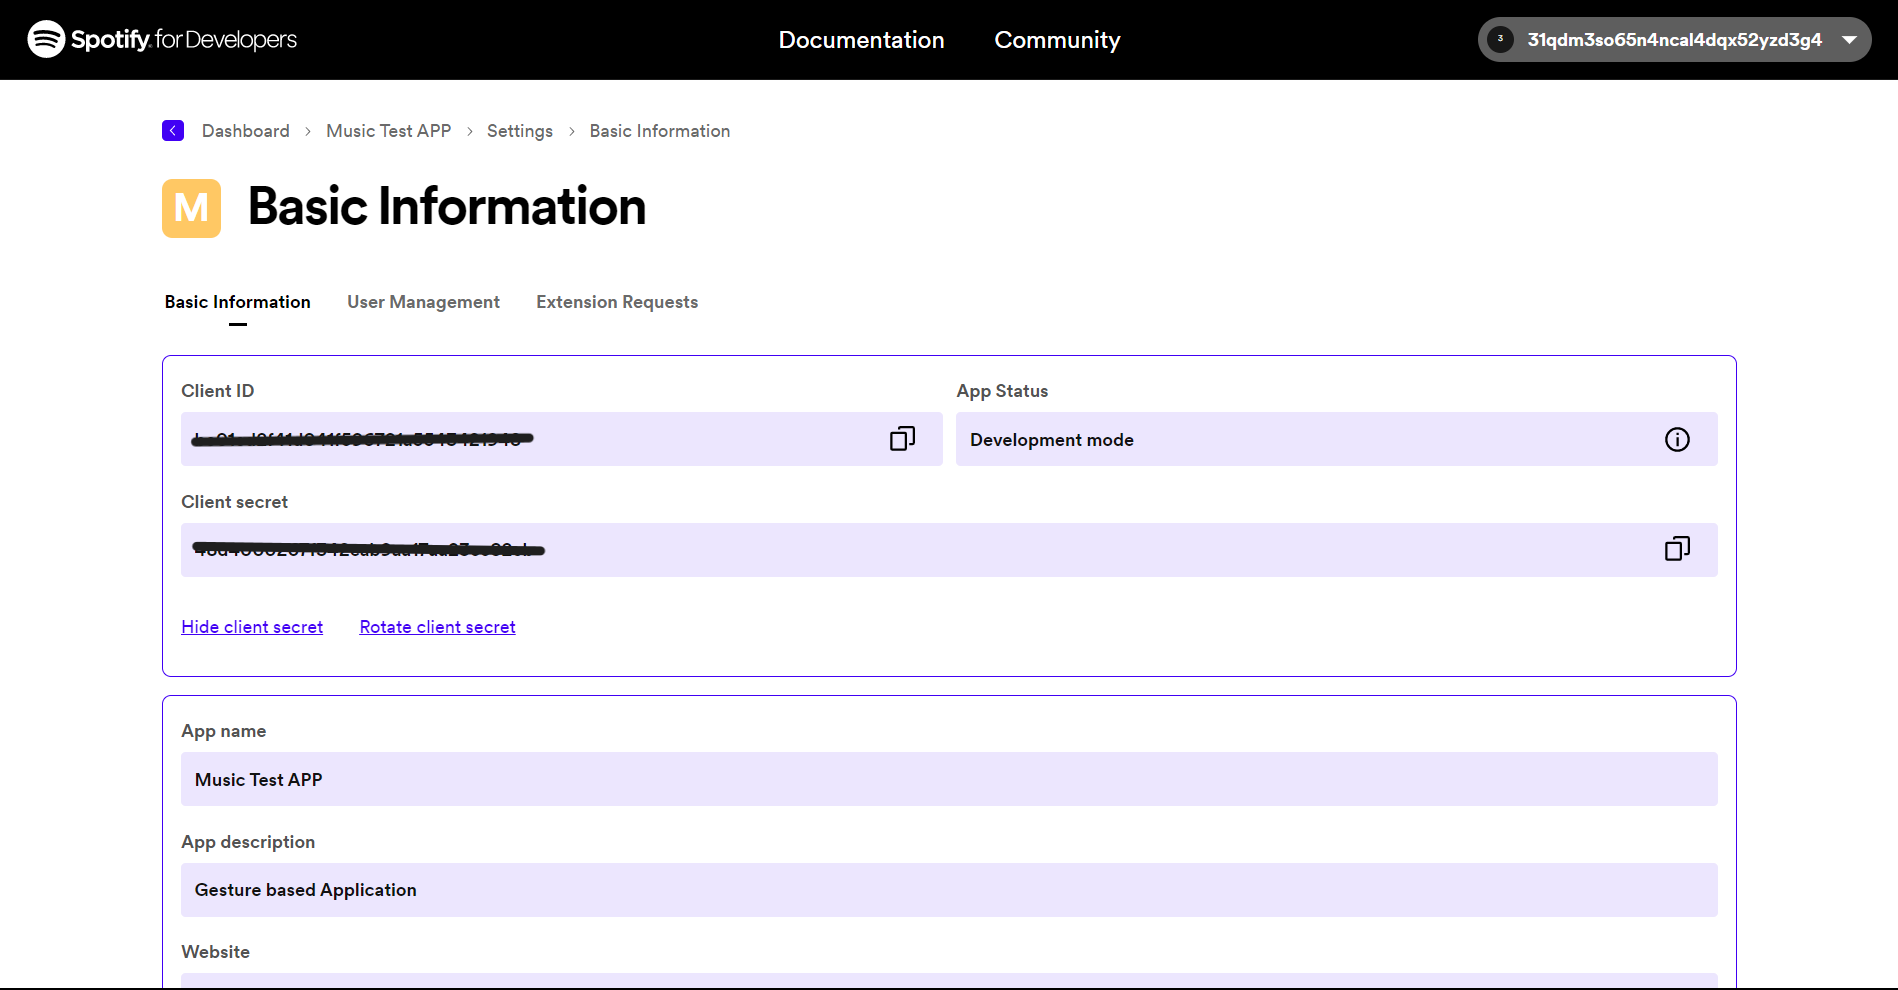 Spotify for Developers
Documentation
Community
3
31qdm3so65n4ncal4dqx52yzd3g4
Dashboard > Music Test APP > Settings > Basic Information
M
Basic Information
Basic Information
User Management
Extension Requests
Client ID
App Status
Development mode
Client secret
Hide client secret
Rotate client secret
App name
Music Test APP
App description
Gesture based Application
Website